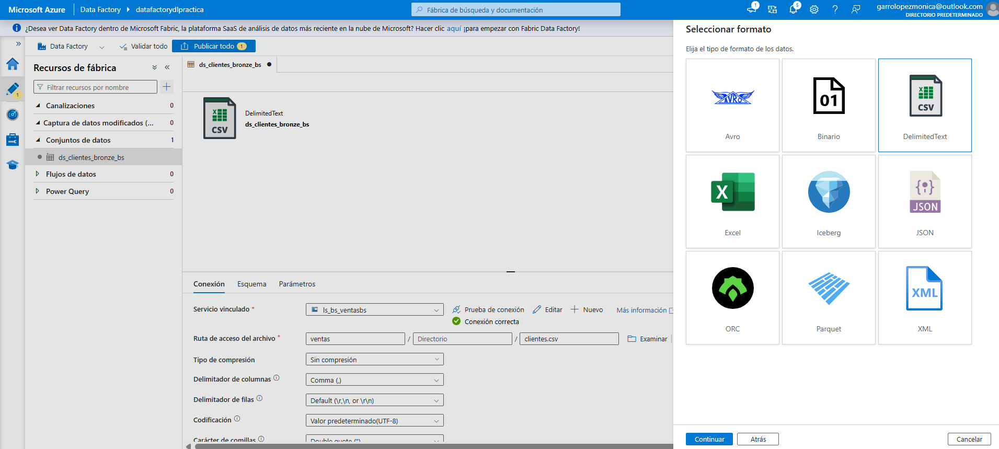 Microsoft Azure
Data Factory
datafactorydlpractica
Fábrica de búsqueda y documentación
1
5
garrolopezmonica@outlook.com
DIRECTORIO PREDETERMINADO
¿Desea ver Data Factory dentro de Microsoft Fabric, la plataforma SaaS de análisis de datos más reciente en la nube de Microsoft? Hacer clic aquí ¡para empezar con Fabric Data Factory!
Data Factory
Validar todo
Publicar todo 1
1
Recursos de fábrica
Filtrar recursos por nombre
Canalizaciones 0
Captura de datos modificados (... 0
Conjuntos de datos 1
ds_clientes_bronze_bs
Flujos de datos 0
Power Query 0
ds_clientes_bronze_bs
X
CSV
DelimitedText
ds_clientes_bronze_bs
Conexión
Esquema
Parámetros
Servicio vinculado *
ls_bs_ventasbs
Prueba de conexión
Editar
Nuevo
Más información
Conexión correcta
Ruta de acceso del archivo *
ventas / Directorio / clientes.csv
Examinar
Tipo de compresión
Sin compresión
Delimitador de columnas
Comma (,)
Delimitador de filas
Default (\r,\n, or \r\n)
Codificación
Valor predeterminado(UTF-8)
Carácter de comillas
Double quote (")
Seleccionar formato
Elija el tipo de formato de los datos.
AVRO
Avro
01
Binario
X
CSV
DelimitedText
X
Excel
Iceberg
JSON
JSON
ORC
Parquet
XML
XML
Continuar
Atrás
Cancelar